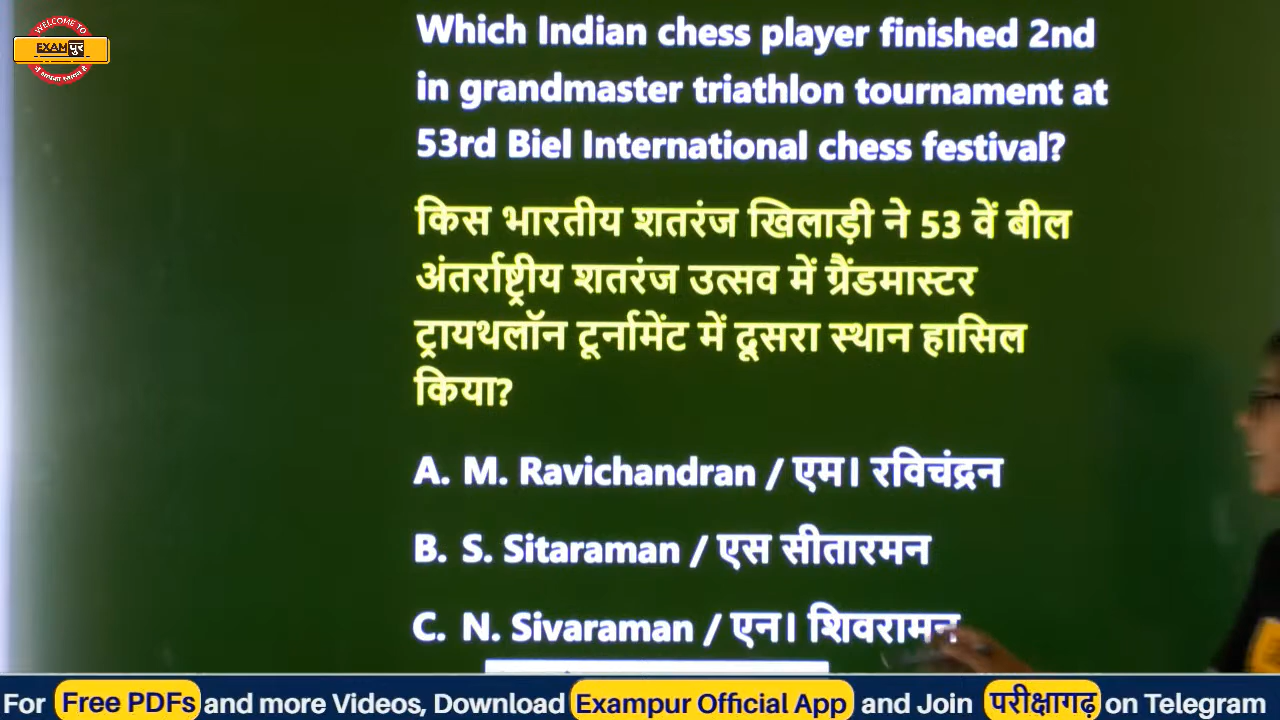 WELCOME TO
EXAMपुर
Which Indian chess player finished 2nd
in grandmaster triathlon tournament at
53rd Biel International chess festival?
किस भारतीय शतरंज खिलाड़ी ने 53 वें बील
अंतर्राष्ट्रीय शतरंज उत्सव में ग्रैंडमास्टर
ट्रायथलॉन टूर्नामेंट में दूसरा स्थान हासिल
किया?
A. M. Ravichandran / एम। रविचंद्रन
B. S. Sitaraman / एस सीतारमन
C. N. Sivaraman / एन। शिवरामन
For Free PDFs and more Videos, Download Exampur Official App and Join परीक्षागढ़ on Telegram